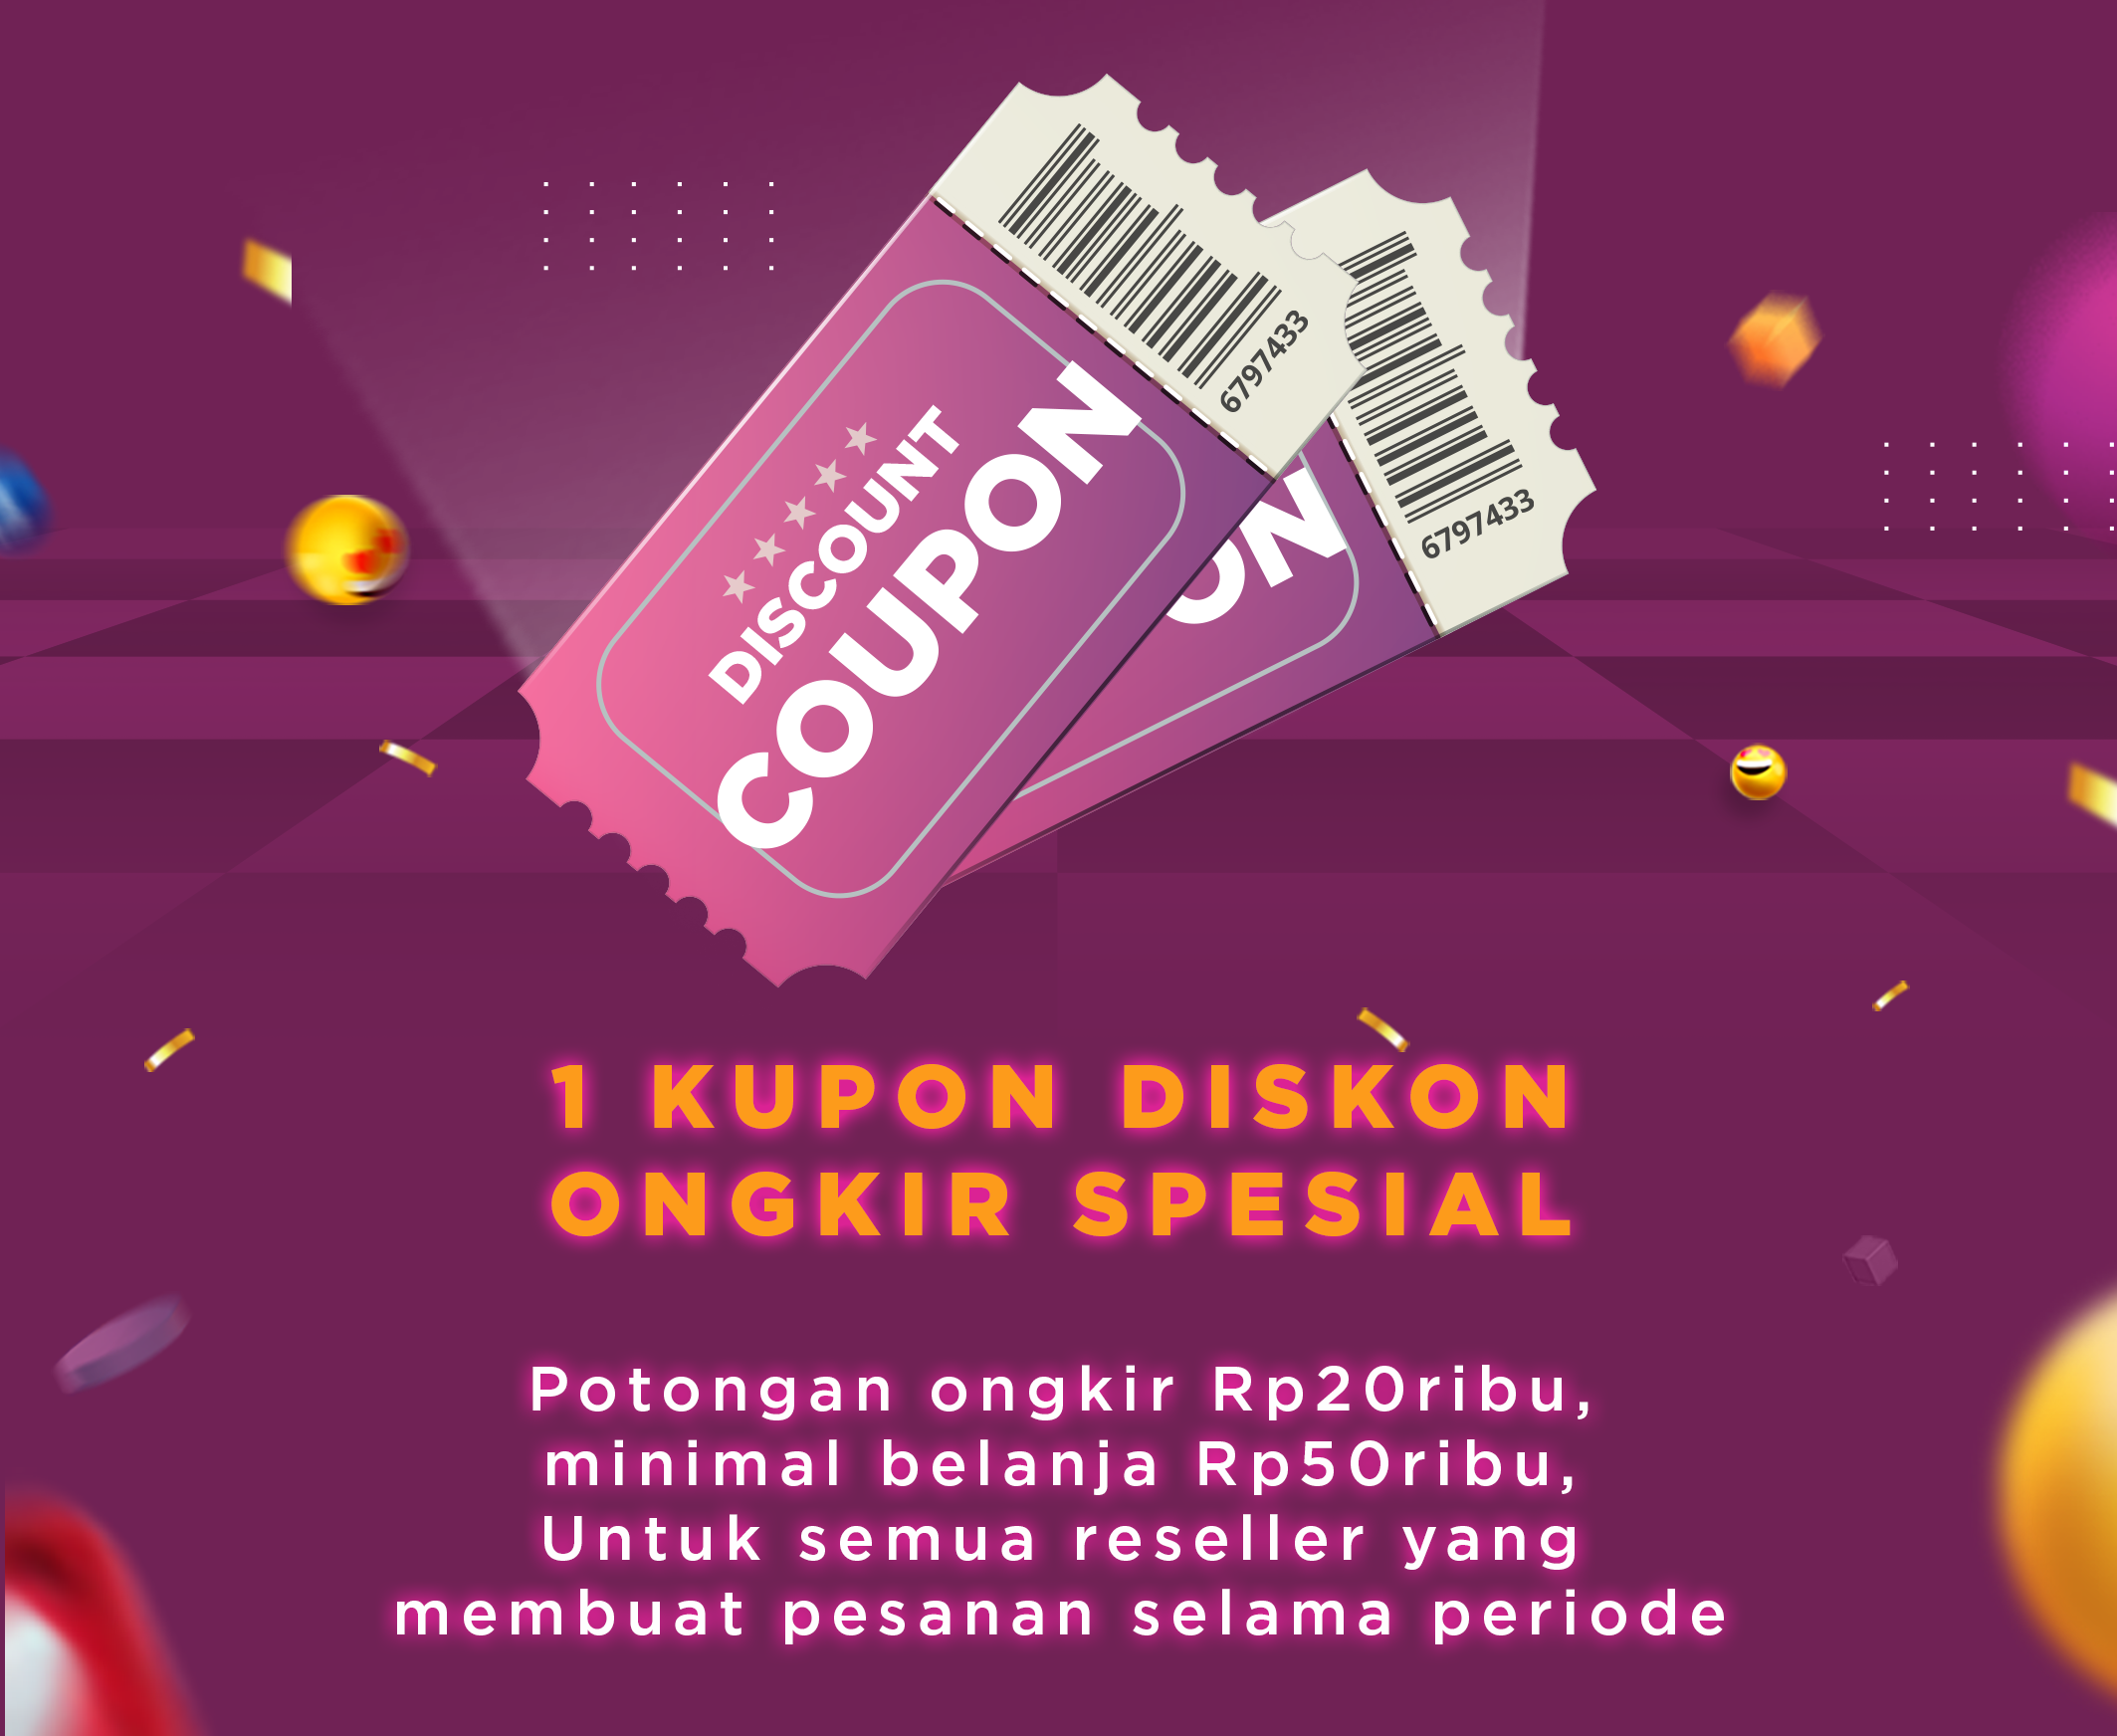 DISCOUNT
COUPON
6797433
ON
6797433
1 KUPON DISKON
ONGKIR SPESIAL
Potongan ongkir Rp20ribu,
minimal belanja Rp50ribu,
Untuk semua reseller yang
membuat pesanan selama periode